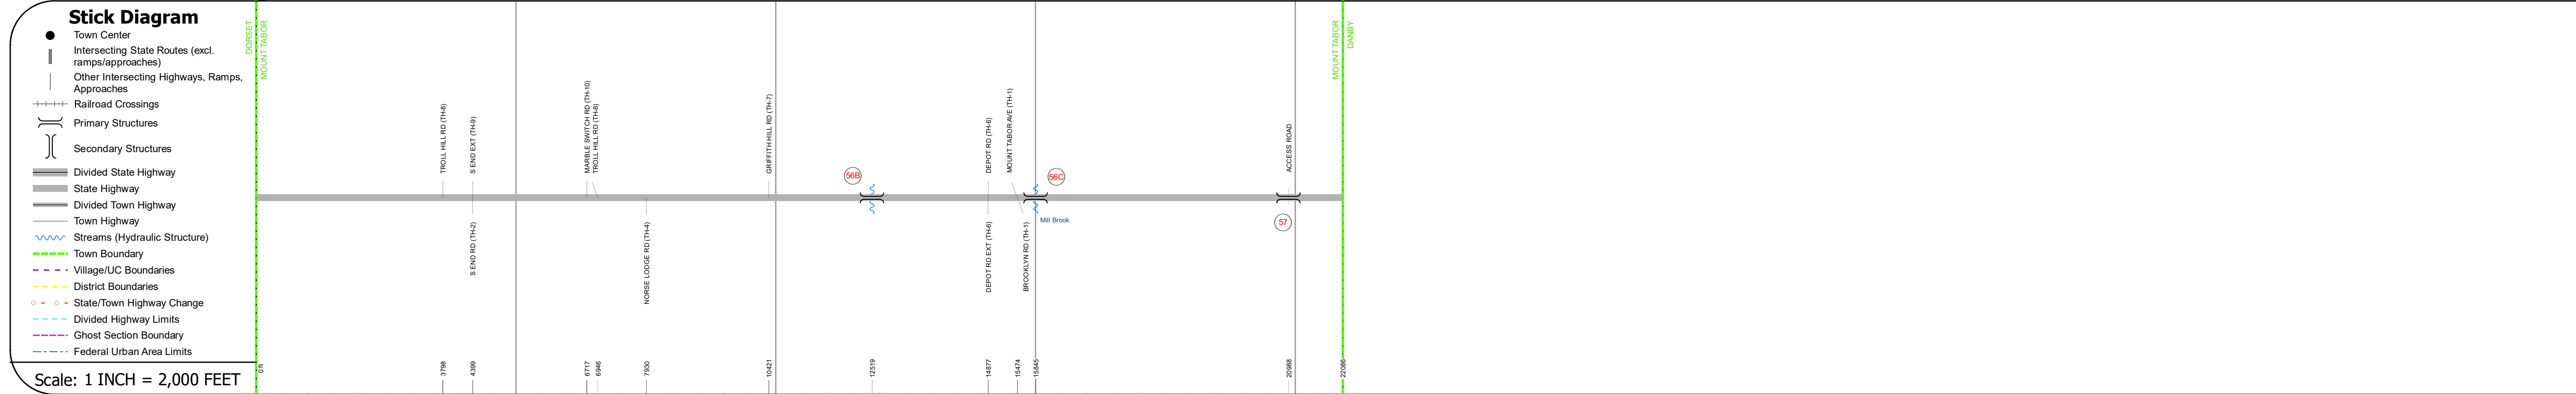 Stick Diagram
Town Center
Intersecting State Routes (excl.
ramps/approaches)
Other Intersecting Highways, Ramps,
Approaches
Railroad Crossings
Primary Structures
Secondary Structures
Divided State Highway
State Highway
Divided Town Highway
Town Highway
Streams (Hydraulic Structure)
Town Boundary
Village/UC Boundaries
District Boundaries
State/Town Highway Change
Divided Highway Limits
Ghost Section Boundary
Federal Urban Area Limits
Scale: 1 INCH = 2,000 FEET
DORSET
MOUNT TABOR
TROLL HILL RD (TH-8)
S END EXT (TH-9)
MARBLE SWITCH RD (TH-10)
TROLL HILL RD (TH-8)
GRIFFITH HILL RD (TH-7)
DEPOT RD (TH-6)
MOUNT TABOR AVE (TH-1)
ACCESS ROAD
MOUNT TABOR
DANBY
56B
56C
57
Mill Brook
S END RD (TH-2)
NORSE LODGE RD (TH-4)
DEPOT RD EXT (TH-6)
BROOKLYN RD (TH-1)
0 ft
3798
4399
6717
6946
7930
10421
12519
14877
15474
15845
20988
22086